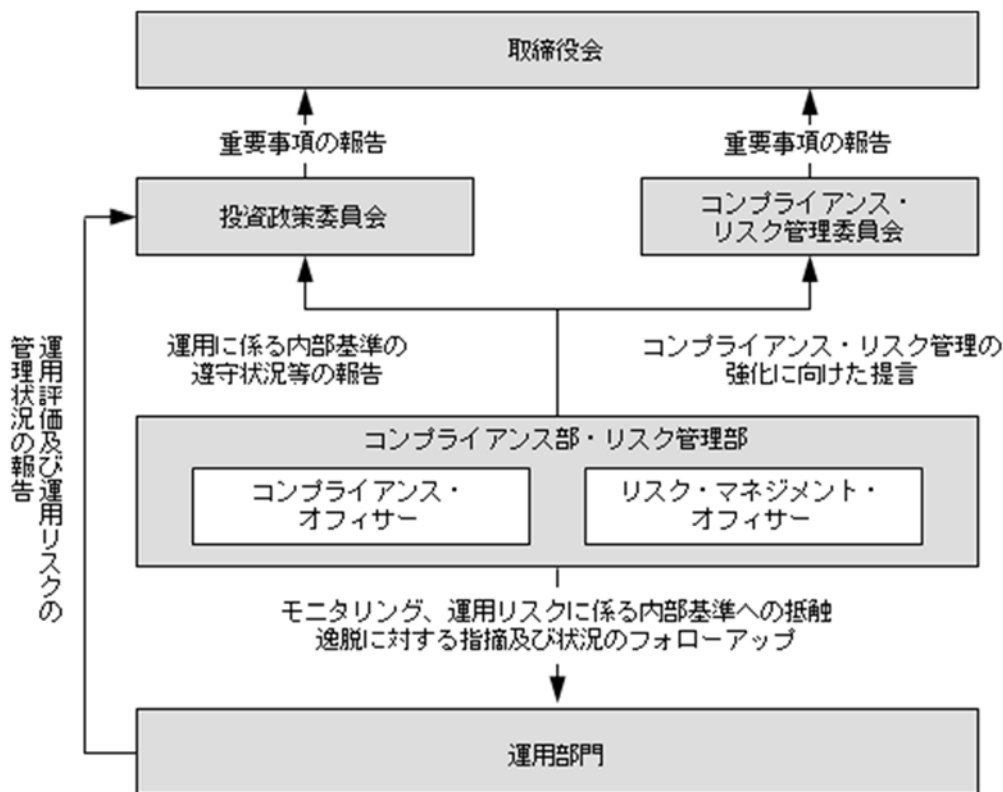 取締役会
重要事項の報告
重要事項の報告
投資政策委員会
コンプライアンス・
リスク管理委員会
運用に係る内部基準の
遵守状況等の報告
コンプライアンス・リスク管理の
強化に向けた提言
運用評価及び運用リスクの
管理状況の報告
コンプライアンス部・リスク管理部
コンプライアンス・
オフィサー
リスク・マネジメント・
オフィサー
モニタリング、運用リスクに係る内部基準への抵触
逸脱に対する指摘及び状況のフォローアップ
運用部門